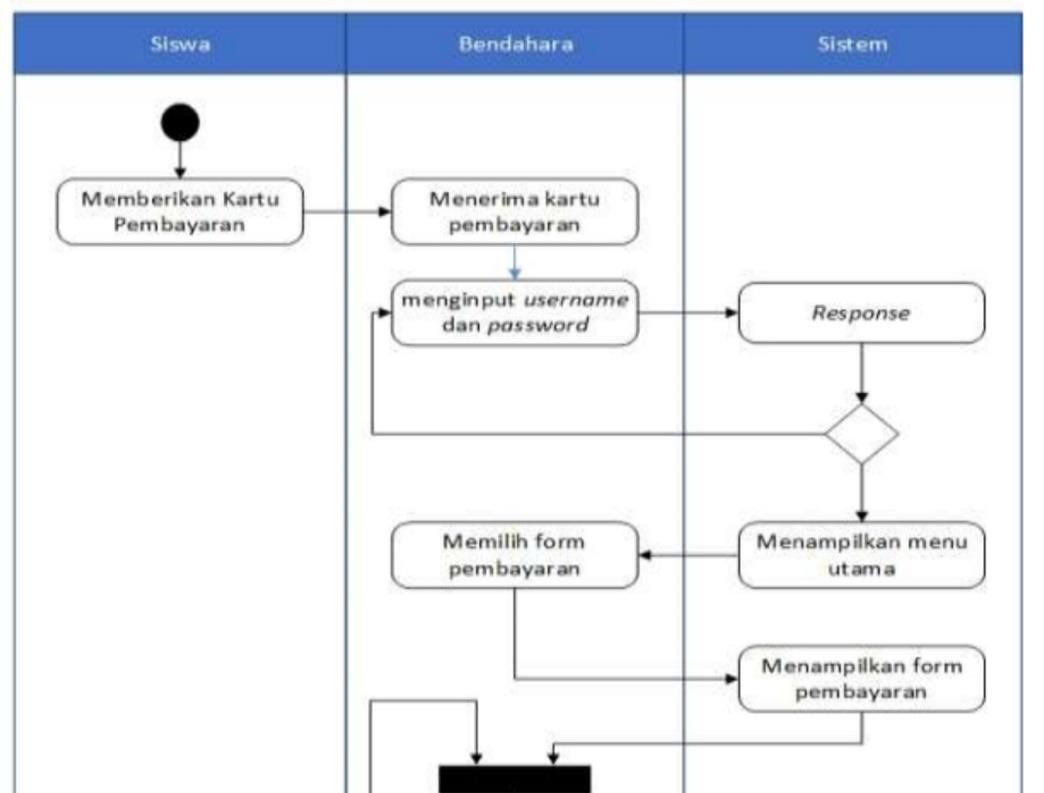 Siswa
Bendahara
Sistem
Memberikan Kartu
Pembayaran
Menerima kartu
pembayaran
menginput username
dan password
Response
Menampilkan menu
utama
Memilih form
pembayaran
Menampilkan form
pembayaran